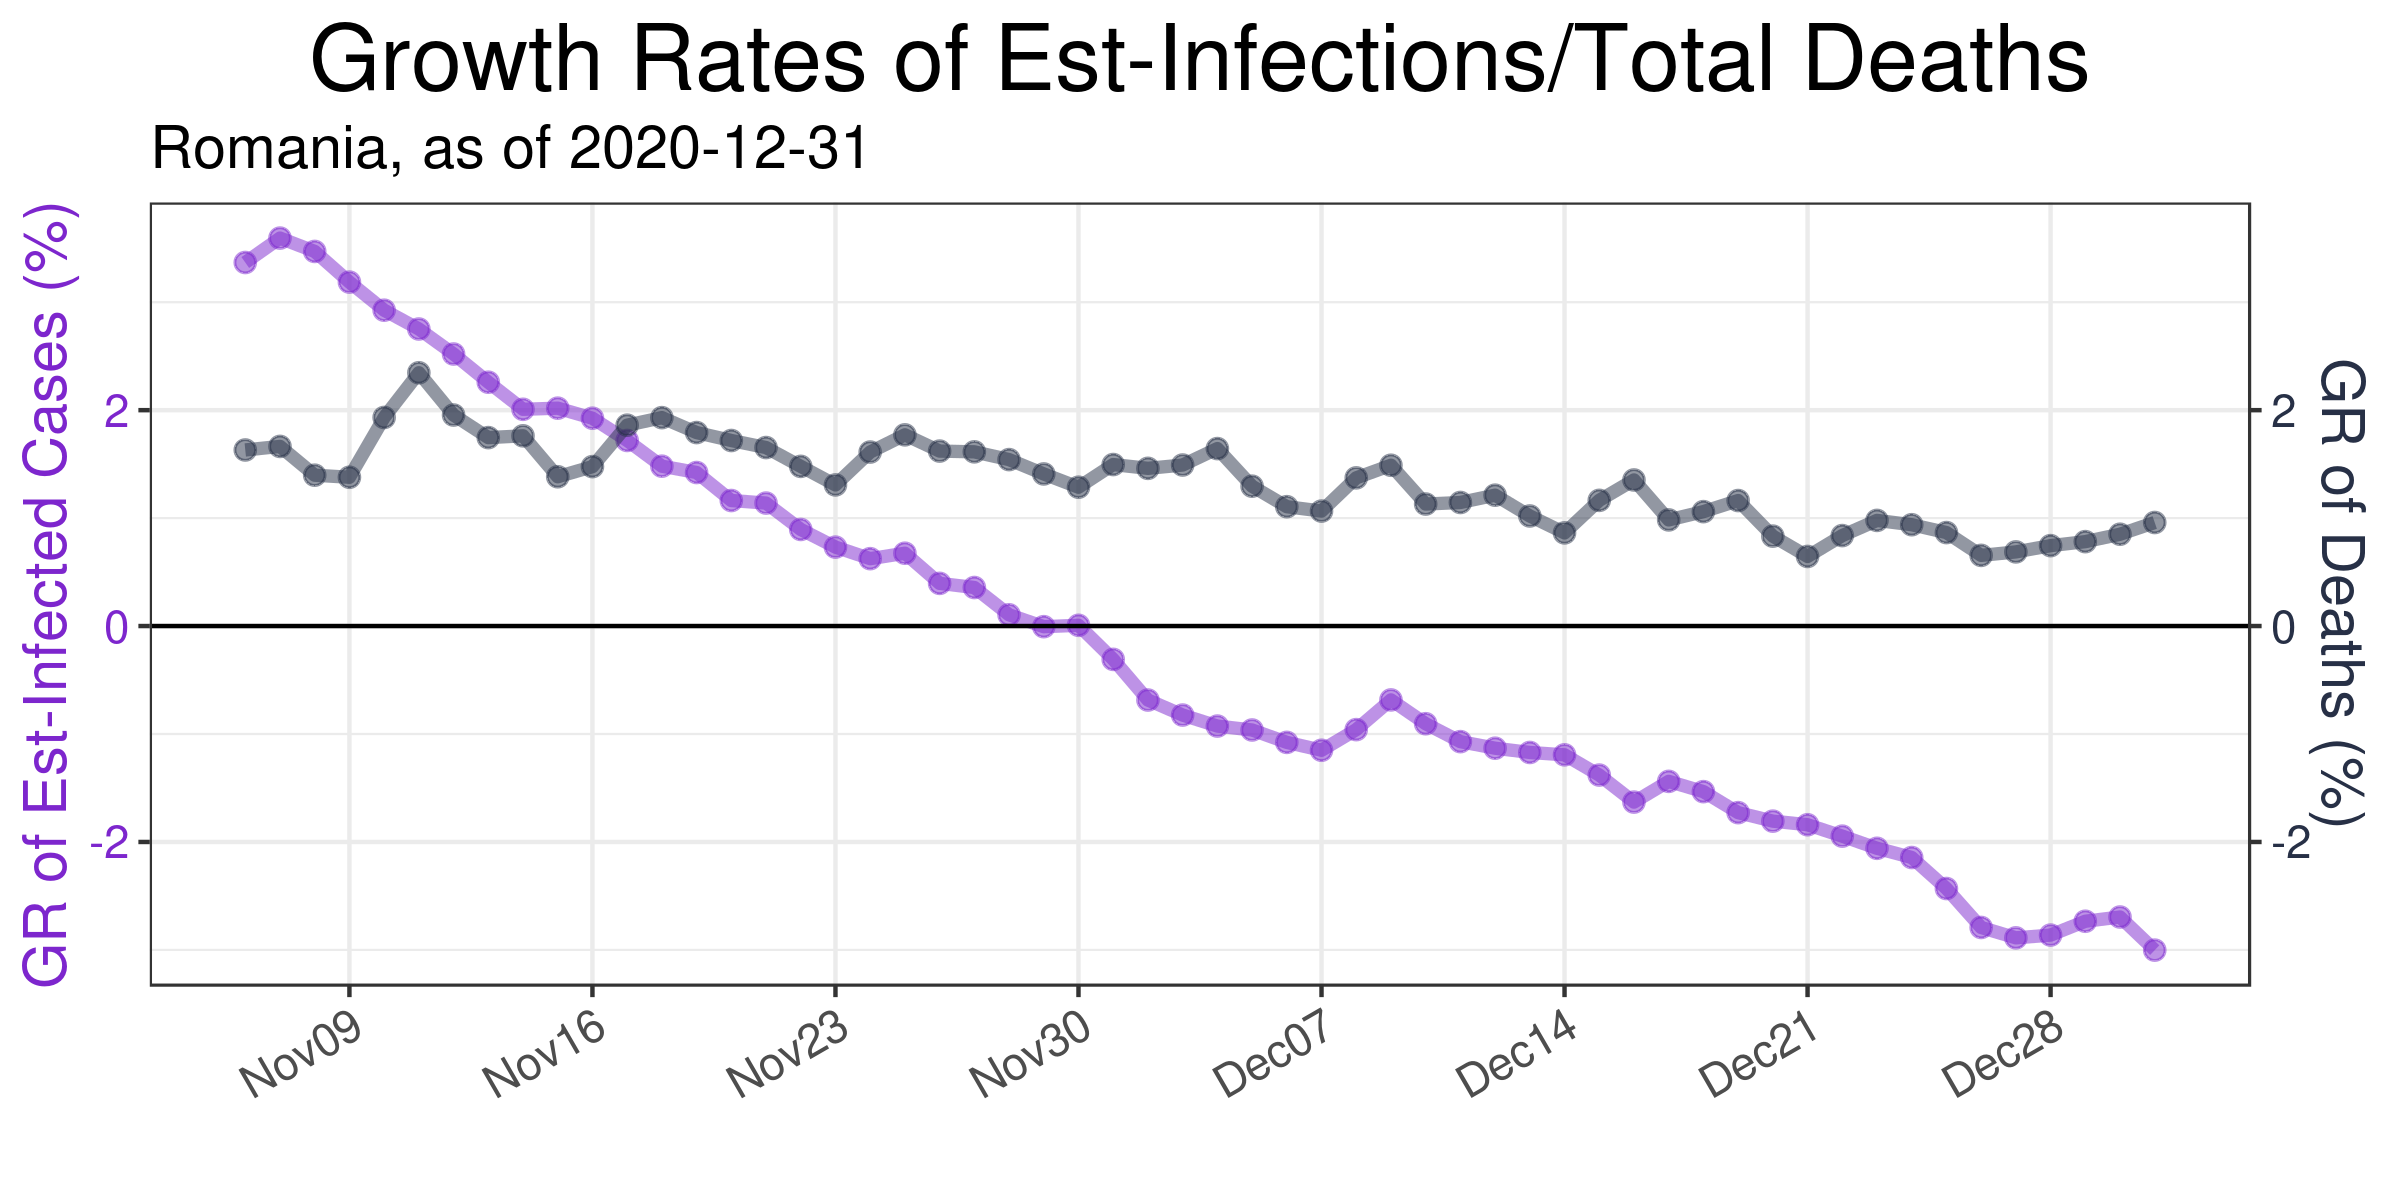 Growth Rates of Est-Infections/Total Deaths
Romania, as of 2020-12-31
GR of Est-Infected Cases (%)
2
0
-2
2
0
-2
GR of Deaths (%)
Nov09
Nov16
Nov23
Nov30
Dec07
Dec14
Dec21
Dec28